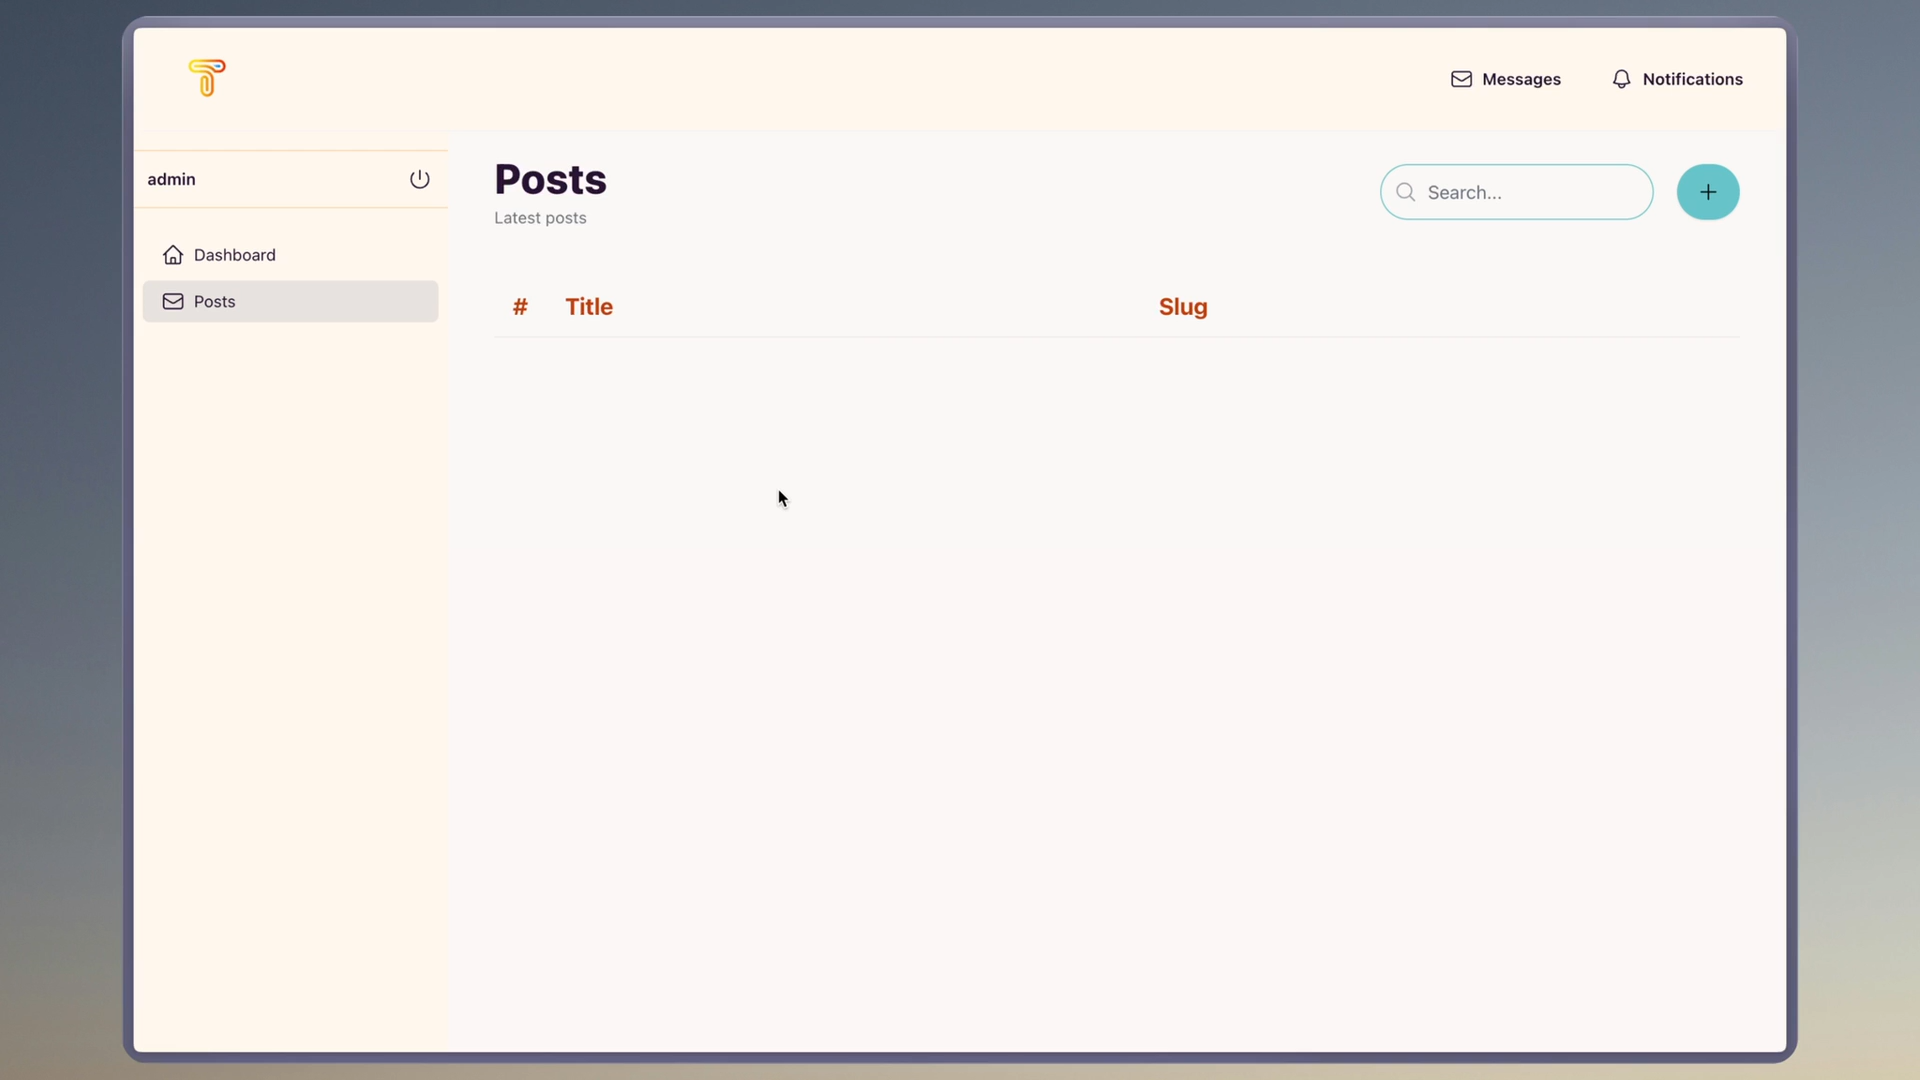 Messages
Notifications
admin
Dashboard
Posts
Posts
Latest posts
Search...
# Title Slug